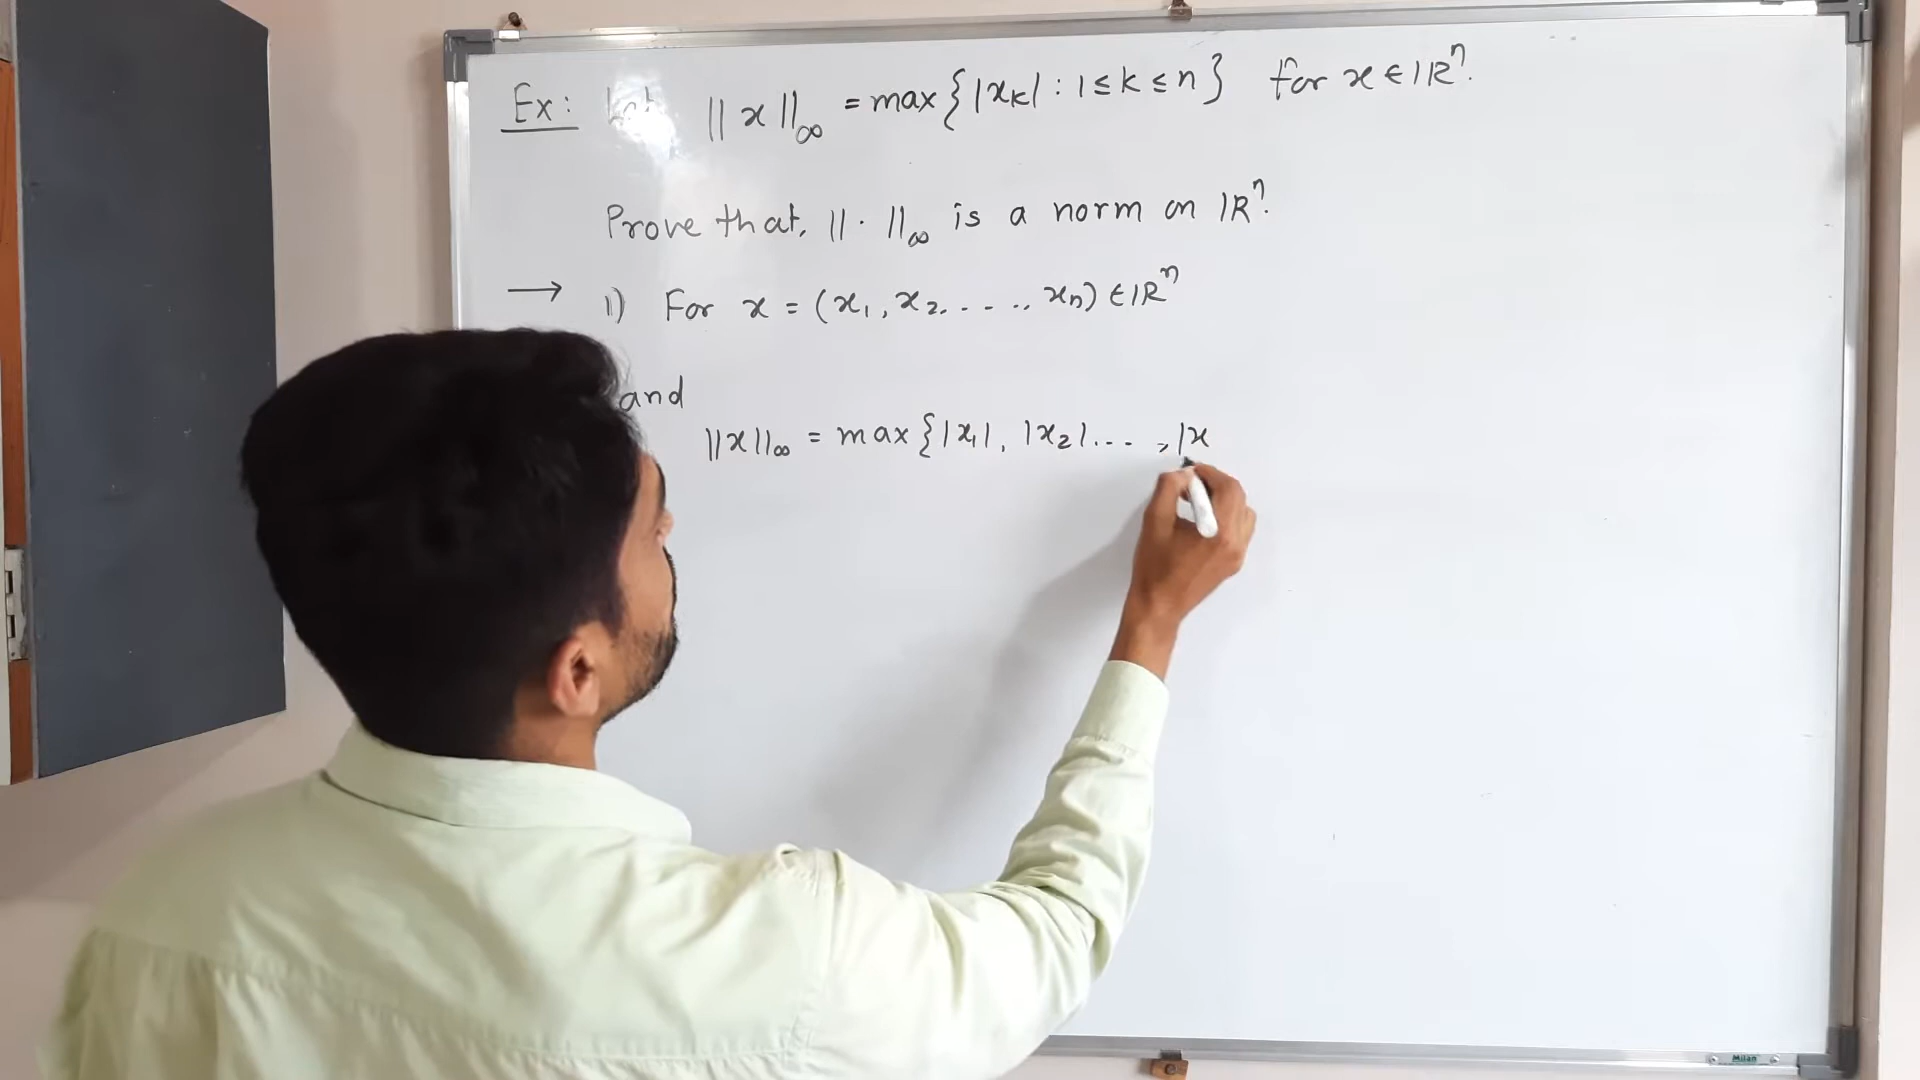 Ex: Let ||x||∞ = max{|xk| : 1 ≤ k ≤ n} for x ∈ IRⁿ.
Prove that, ||·||∞ is a norm on IRⁿ.
→ 1) For x = (x₁, x₂, - - .., xn) ∈ IRⁿ
and
||x||∞ = max{|x₁|, |x₂|, - - , |x
Milan